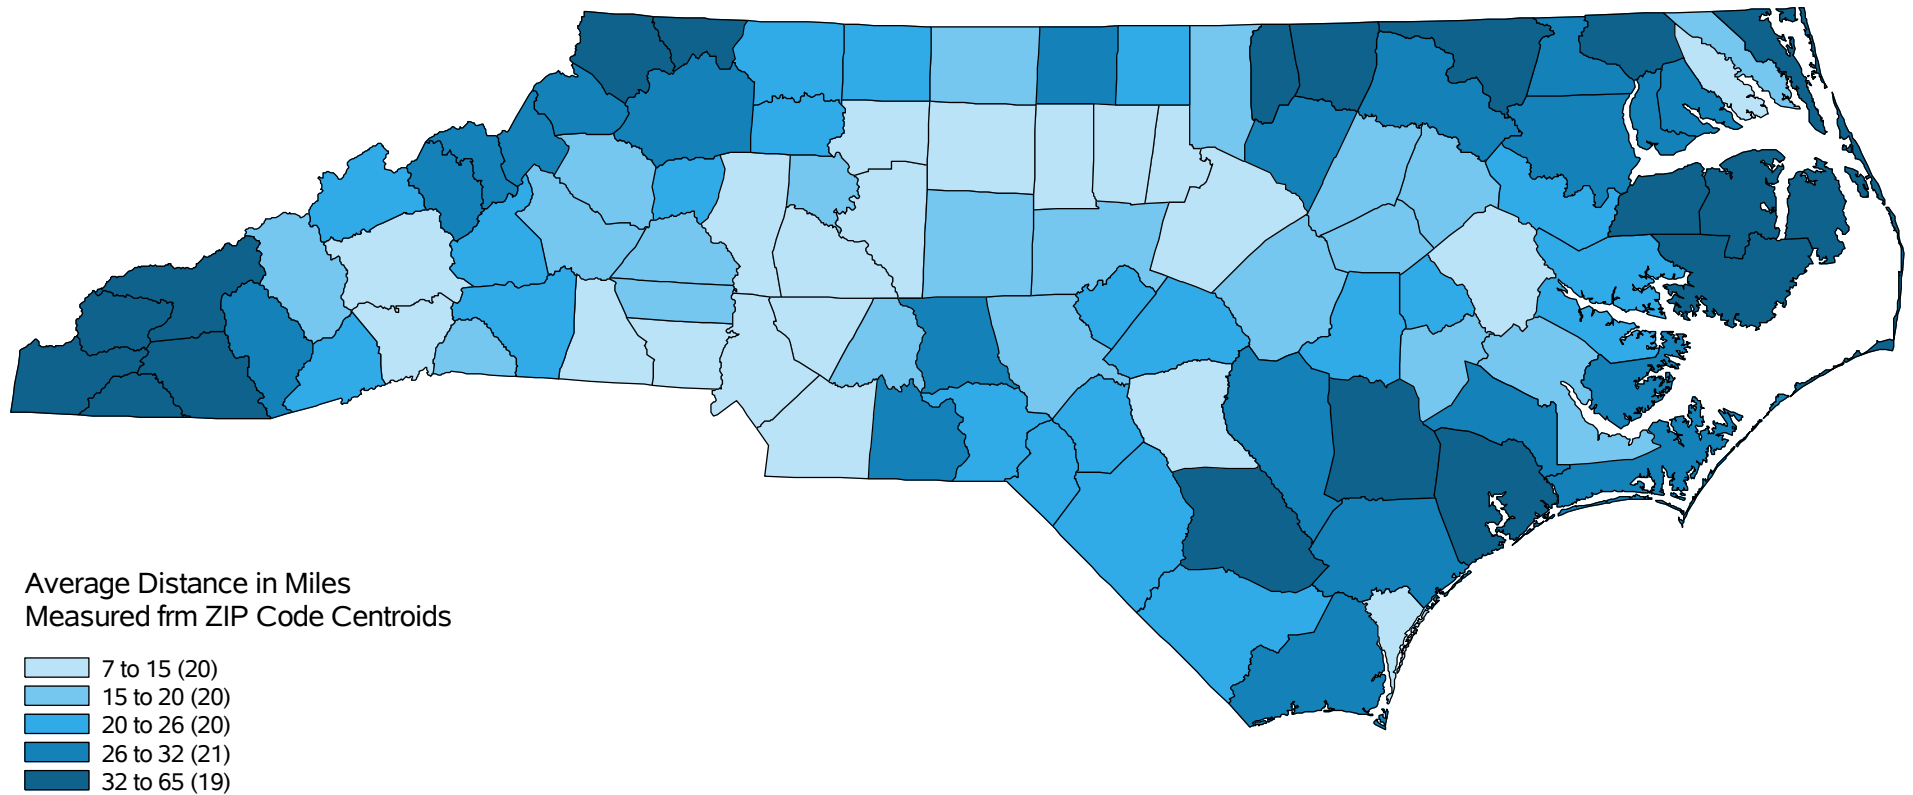 Average Distance in Miles
Measured frm ZIP Code Centroids
7 to 15 (20)
15 to 20 (20)
20 to 26 (20)
26 to 32 (21)
32 to 65 (19)